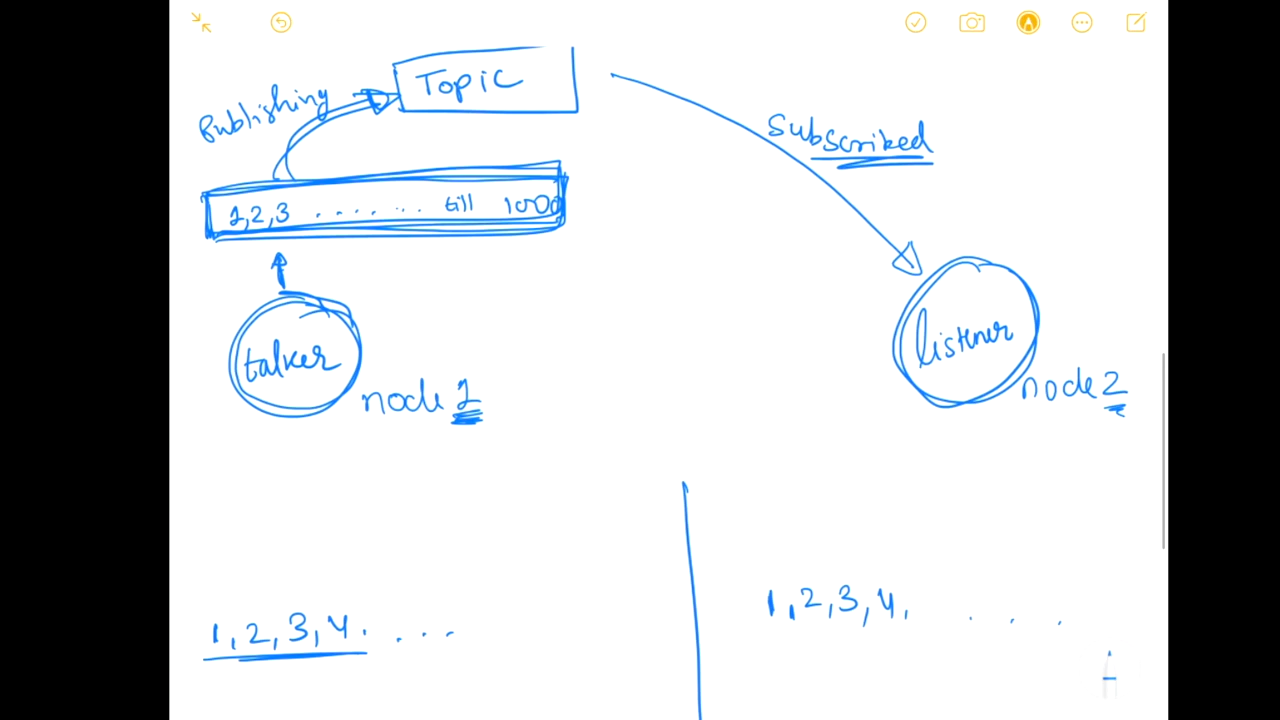 Topic
Publishing
Subscribed
1,2,3 ........ till 1000
talker
listener
node 1
node 2
1,2,3,4. ...
1,2,3,4, . . .